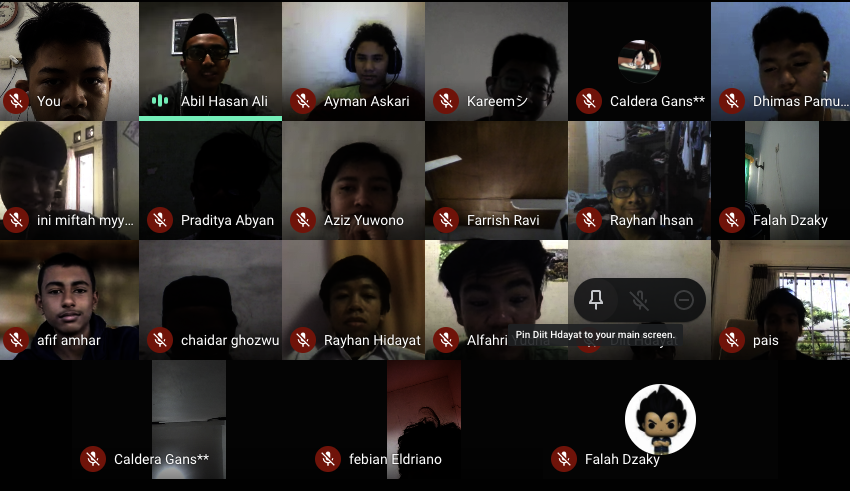 You
Abil Hasan Ali
Ayman Askari
Kareemシ
Caldera Gans**
Dhimas Pamu...
ini miftah myy...
Praditya Abyan
Aziz Yuwono
Farrish Ravi
Rayhan Ihsan
Falah Dzaky
afif amhar
chaidar ghozwu
Rayhan Hidayat
Alfahri
Pin Diit Hdayat to your main screen.
pais
Caldera Gans**
febian Eldriano
Falah Dzaky